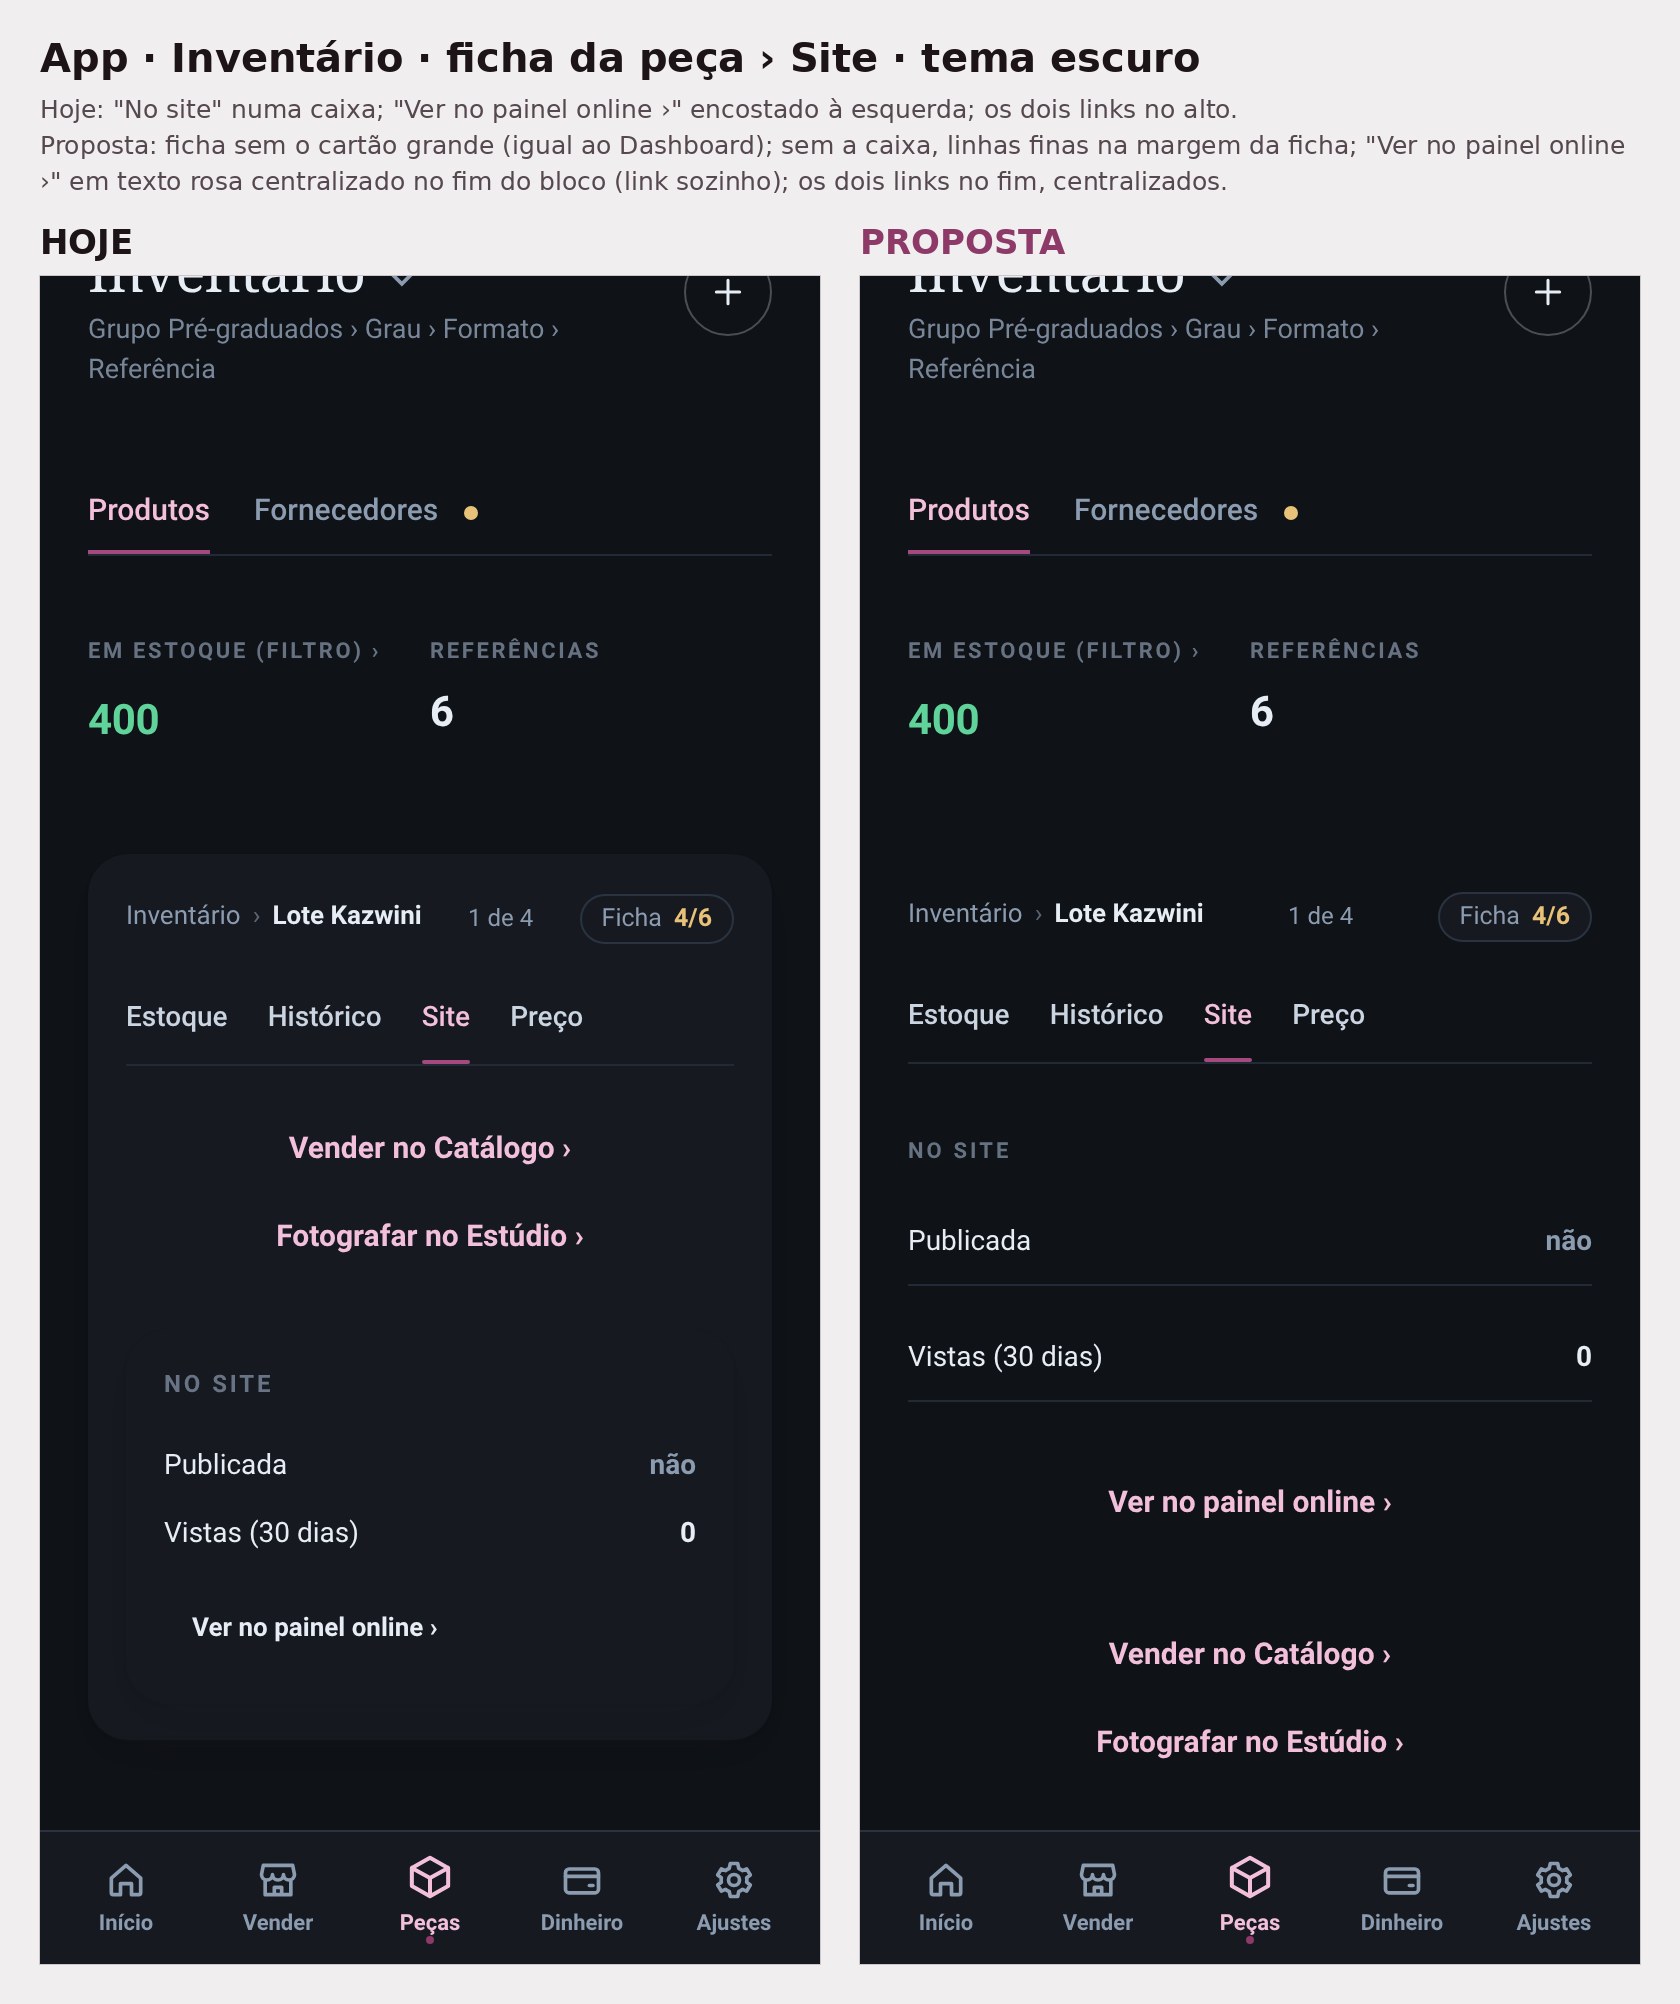 App · Inventário · ficha da peça › Site · tema escuro
Hoje: "No site" numa caixa; "Ver no painel online ›" encostado à esquerda; os dois links no alto.
Proposta: ficha sem o cartão grande (igual ao Dashboard); sem a caixa, linhas finas na margem da ficha; "Ver no painel online
›" em texto rosa centralizado no fim do bloco (link sozinho); os dois links no fim, centralizados.
HOJE
Inventário
Grupo Pré-graduados › Grau › Formato ›
Referência
Produtos Fornecedores
EM ESTOQUE (FILTRO) › REFERÊNCIAS
400 6
Inventário › Lote Kazwini 1 de 4 Ficha 4/6
Estoque Histórico Site Preço
Vender no Catálogo ›
Fotografar no Estúdio ›
NO SITE
Publicada não
Vistas (30 dias) 0
Ver no painel online ›
Início Vender Peças Dinheiro Ajustes
PROPOSTA
Inventário
Grupo Pré-graduados › Grau › Formato ›
Referência
Produtos Fornecedores
EM ESTOQUE (FILTRO) › REFERÊNCIAS
400 6
Inventário › Lote Kazwini 1 de 4 Ficha 4/6
Estoque Histórico Site Preço
NO SITE
Publicada não
Vistas (30 dias) 0
Ver no painel online ›
Vender no Catálogo ›
Fotografar no Estúdio ›
Início Vender Peças Dinheiro Ajustes